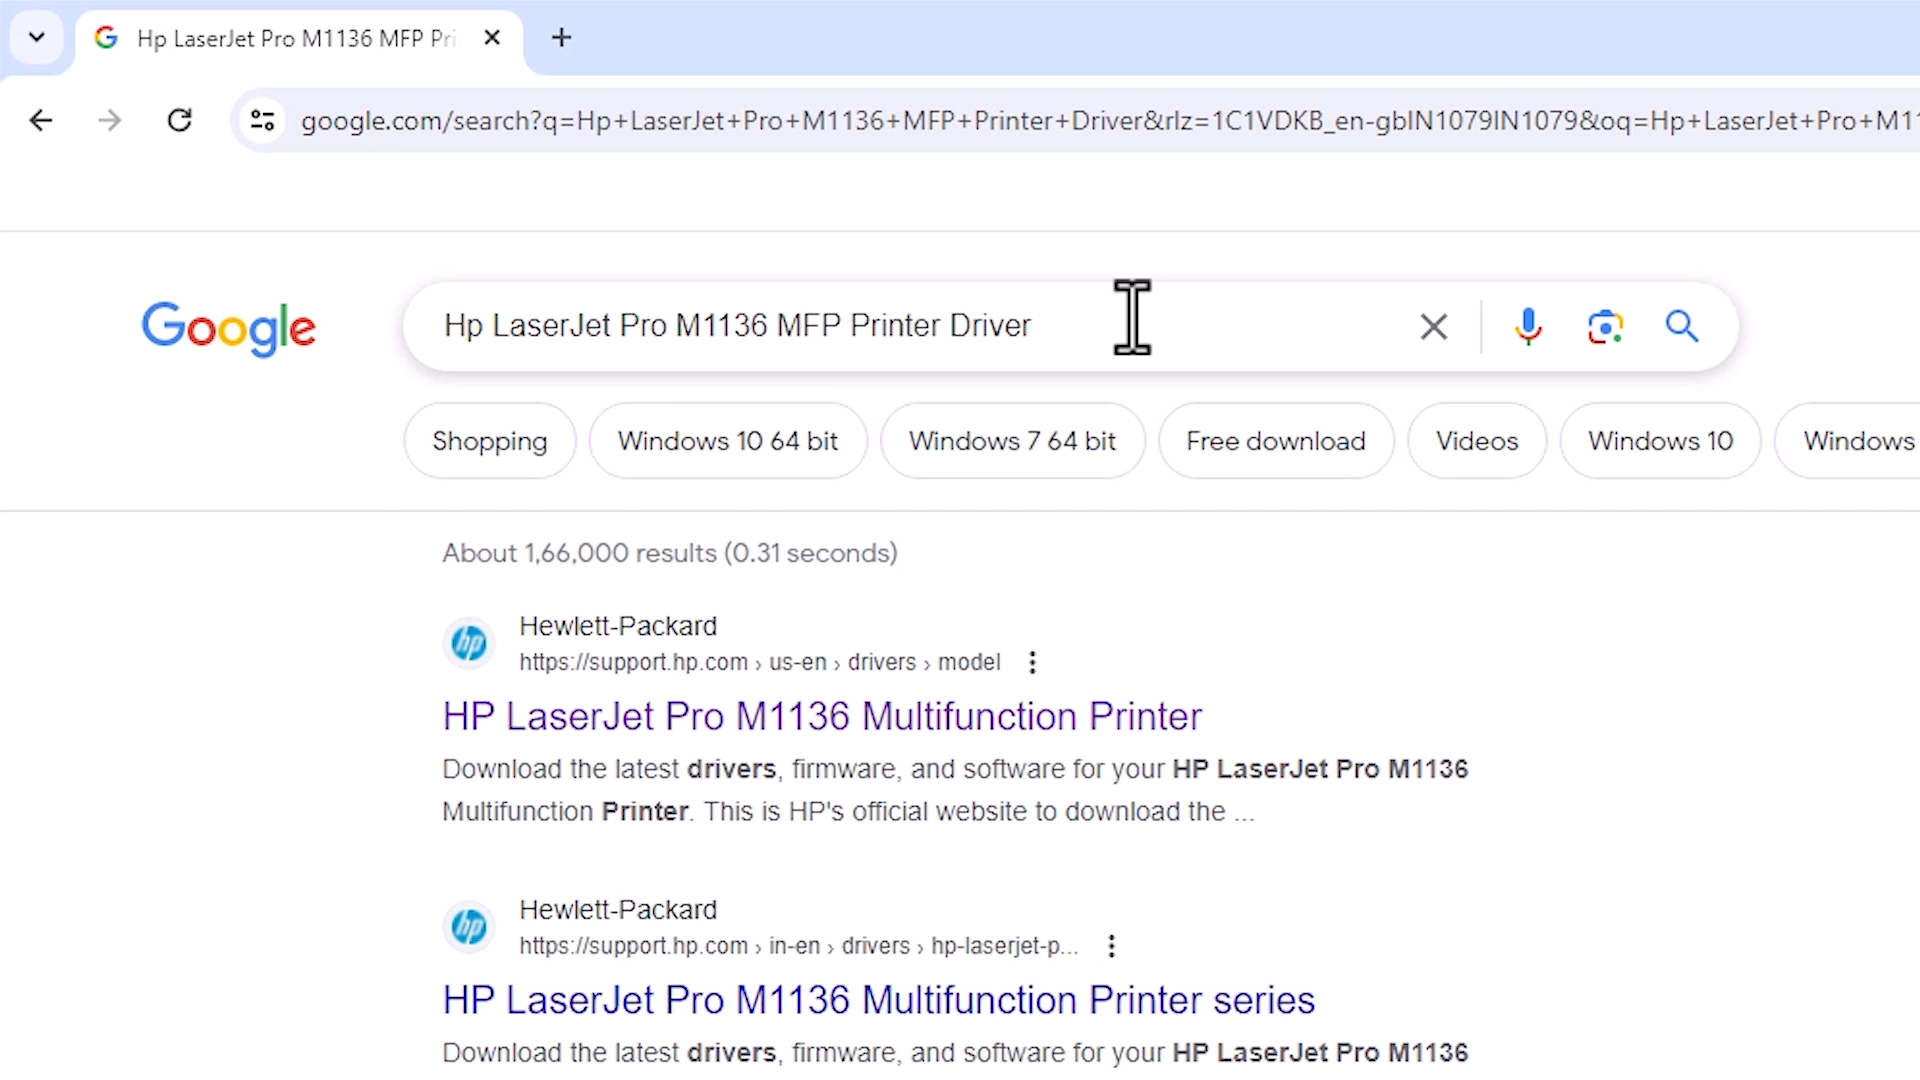 Hp LaserJet Pro M1136 MFP Pri
google.com/search?q=Hp+LaserJet+Pro+M1136+MFP+Printer+Driver&rlz=1C1VDKB_en-gbIN1079IN1079&oq=Hp+LaserJet+Pro+M11
Google
Hp LaserJet Pro M1136 MFP Printer Driver
Shopping
Windows 10 64 bit
Windows 7 64 bit
Free download
Videos
Windows 10
Windows
About 1,66,000 results (0.31 seconds)
hp
Hewlett-Packard
https://support.hp.com › us-en › drivers › model
HP LaserJet Pro M1136 Multifunction Printer
Download the latest drivers, firmware, and software for your HP LaserJet Pro M1136
Multifunction Printer. This is HP's official website to download the ...
hp
Hewlett-Packard
https://support.hp.com › in-en › drivers › hp-laserjet-p...
HP LaserJet Pro M1136 Multifunction Printer series
Download the latest drivers, firmware, and software for your HP LaserJet Pro M1136